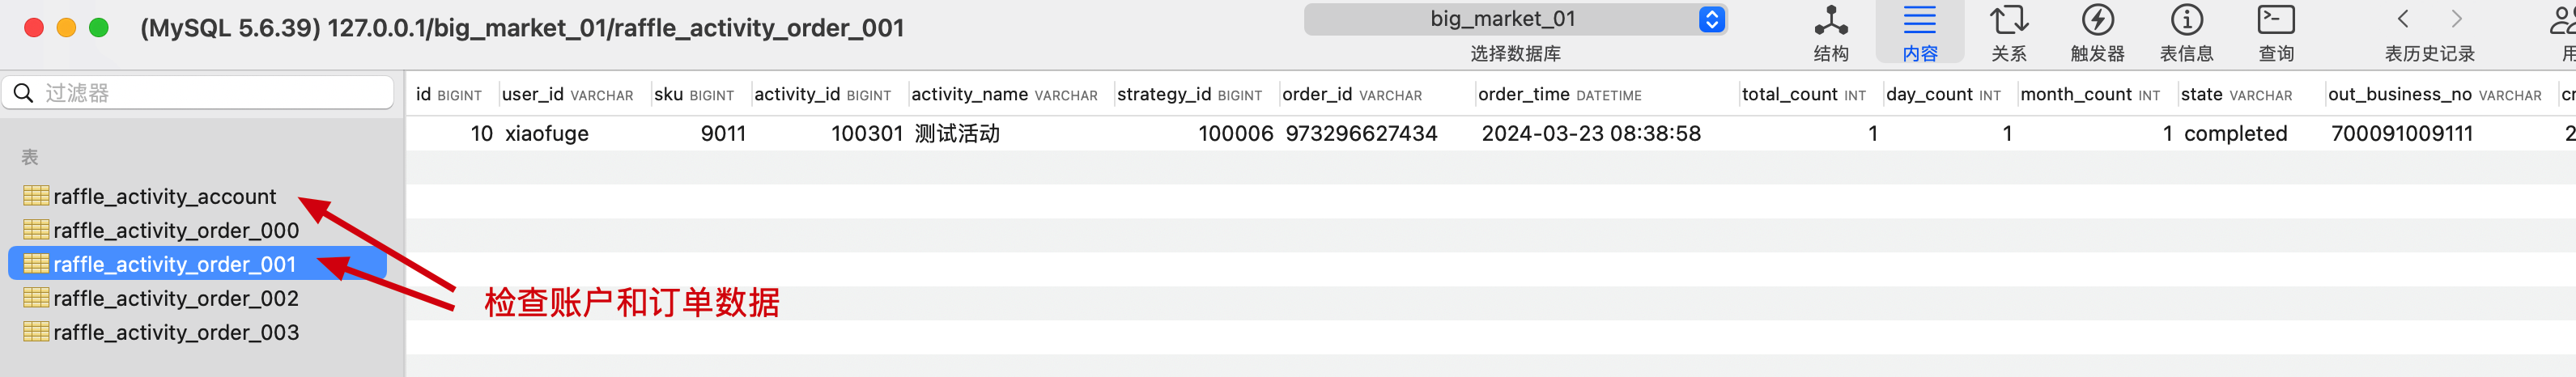 (MySQL 5.6.39) 127.0.0.1/big_market_01/raffle_activity_order_001
big_market_01
选择数据库
结构
内容
关系
触发器
表信息
查询
表历史记录
用
过滤器
id BIGINT user_id VARCHAR sku BIGINT activity_id BIGINT activity_name VARCHAR strategy_id BIGINT order_id VARCHAR order_time DATETIME total_count INT day_count INT month_count INT state VARCHAR out_business_no VARCHAR cr
10 xiaofuge 9011 100301 测试活动 100006 973296627434 2024-03-23 08:38:58 1 1 1 completed 700091009111 2
表
raffle_activity_account
raffle_activity_order_000
raffle_activity_order_001
raffle_activity_order_002
raffle_activity_order_003
检查账户和订单数据